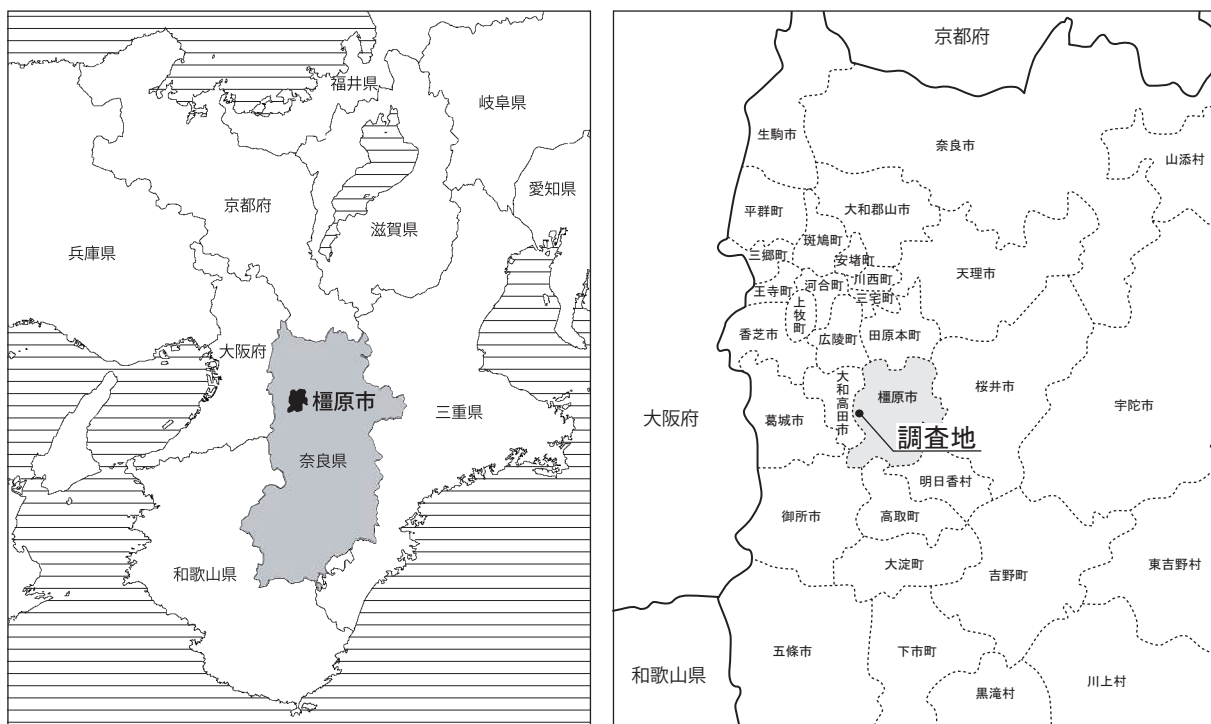 福井県
岐阜県
京都府
愛知県
滋賀県
兵庫県
大阪府
橿原市
三重県
奈良県
和歌山県
京都府
生駒市
奈良市
山添村
平群町
大和郡山市
斑鳩町
三郷町
安堵町
天理市
川西町
河合町
王寺町
三宅町
上牧町
香芝市
広陵町
田原本町
大和高田市
橿原市
桜井市
宇陀市
大阪府
葛城市
調査地
明日香村
御所市
高取町
大淀町
吉野町
東吉野村
五條市
下市町
和歌山県
黒滝村
川上村